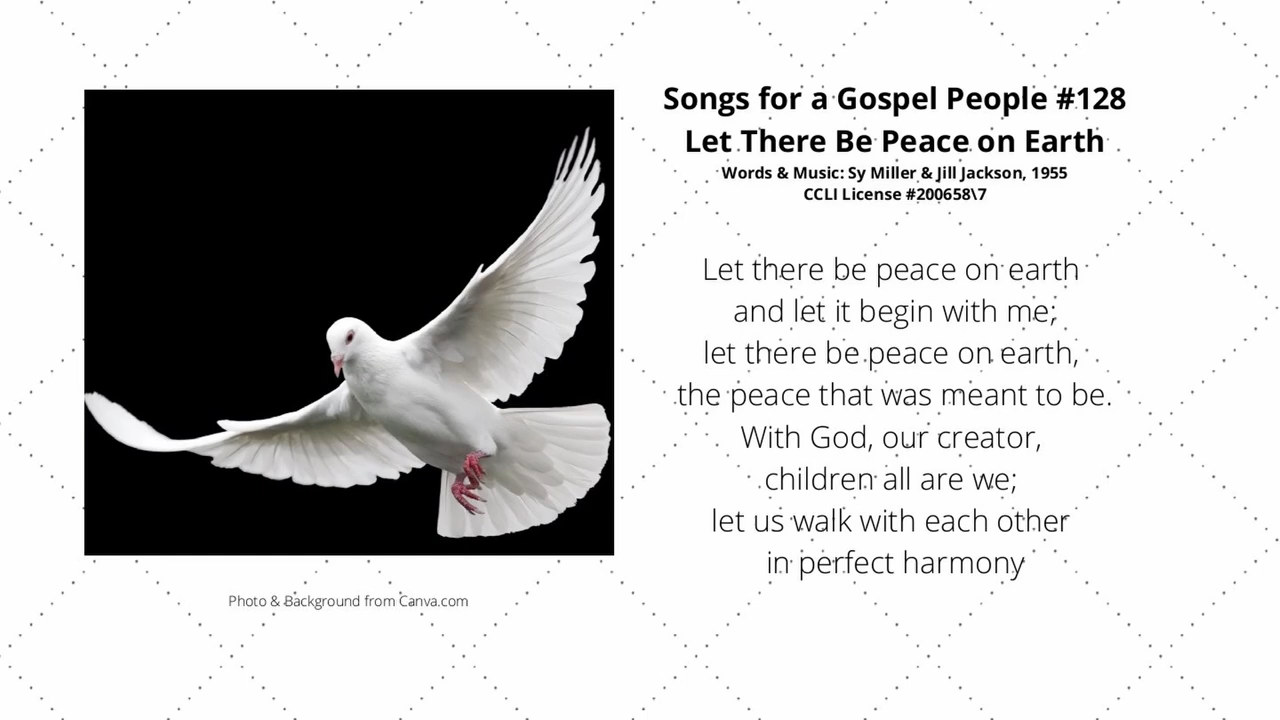 Songs for a Gospel People #128
Let There Be Peace on Earth
Words & Music: Sy Miller & Jill Jackson, 1955
CCLI License #200658\7
Let there be peace on earth
and let it begin with me;
let there be peace on earth,
the peace that was meant to be.
With God, our creator,
children all are we;
let us walk with each other
in perfect harmony
Photo & Background from Canva.com